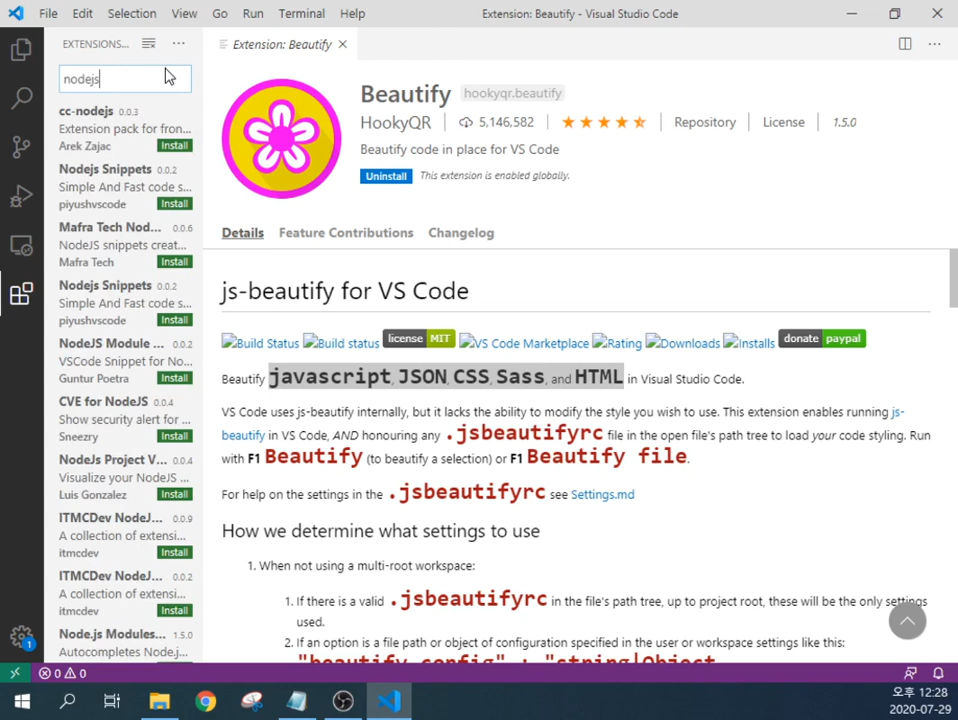 File Edit Selection View Go Run Terminal Help Extension: Beautify - Visual Studio Code
EXTENSIONS...
Extension: Beautify
nodejs
cc-nodejs 0.0.3
Extension pack for fron...
Arek Zajac Install
Nodejs Snippets 0.0.2
Simple And Fast code s...
piyushvscode Install
Mafra Tech Nod... 0.0.6
NodeJS snippets creat...
Mafra Tech Install
Nodejs Snippets 0.0.2
Simple And Fast code s...
piyushvscode Install
NodeJS Module ... 0.0.2
VSCode Snippet for No...
Guntur Poetra Install
CVE for NodeJS 0.0.4
Show security alert for ...
Sneezry Install
NodeJs Project V... 0.0.4
Visualize your NodeJS ...
Luis Gonzalez Install
ITMCDev NodeJ... 0.0.9
A collection of extensi...
itmcdev Install
ITMCDev NodeJ... 0.0.2
A collection of extensi...
itmcdev Install
Node.js Modules... 1.5.0
Autocompletes Node.j...
Beautify hookyqr.beautify
HookyQR 5,146,582 Repository License 1.5.0
Beautify code in place for VS Code
Uninstall This extension is enabled globally.
Details Feature Contributions Changelog
js-beautify for VS Code
Build Status Build status license MIT VS Code Marketplace Rating Downloads Installs donate paypal
Beautify javascript, JSON, CSS, Sass, and HTML in Visual Studio Code.
VS Code uses js-beautify internally, but it lacks the ability to modify the style you wish to use. This extension enables running js-
beautify in VS Code, AND honouring any .jsbeautifyrc file in the open file's path tree to load your code styling. Run
with F1 Beautify (to beautify a selection) or F1 Beautify file.
For help on the settings in the .jsbeautifyrc see Settings.md
How we determine what settings to use
1. When not using a multi-root workspace:
1. If there is a valid .jsbeautifyrc in the file's path tree, up to project root, these will be the only settings
used.
2. If an option is a file path or object of configuration specified in the user or workspace settings like this:
"beautify.config" : "string|Object
1
0 0
오후 12:28
2020-07-29